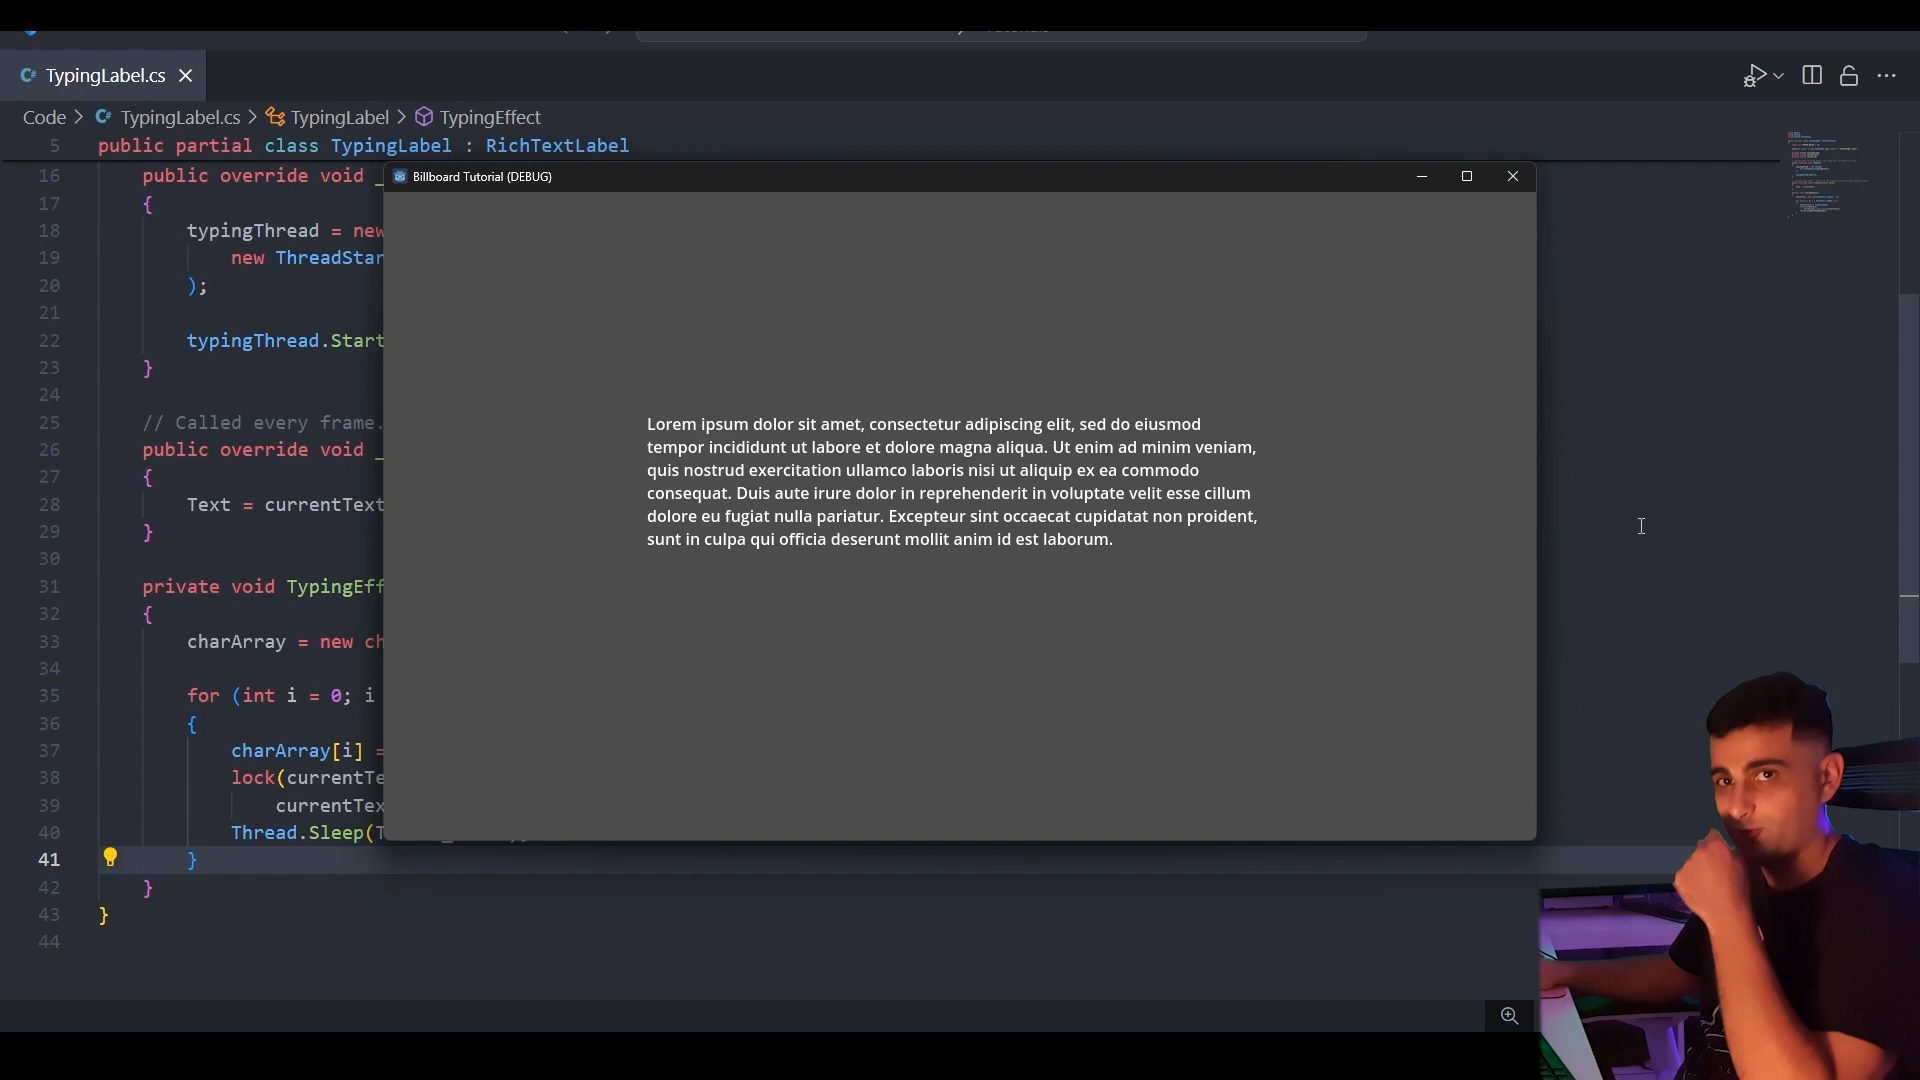 TypingLabel.cs
Code > TypingLabel.cs > TypingLabel > TypingEffect
5 public partial class TypingLabel : RichTextLabel
Billboard Tutorial (DEBUG)
16 public override void _
17 {
18 typingThread = new
19 new ThreadStar
20 );
21
22 typingThread.Start
23 }
24
25 // Called every frame.
26 public override void _
27 {
28 Text = currentText
29 }
30
31 private void TypingEff
32 {
33 charArray = new ch
34
35 for (int i = 0; i
36 {
37 charArray[i] =
38 lock(currentTe
39 currentTex
40 Thread.Sleep(T
41 }
42 }
43 }
44
Lorem ipsum dolor sit amet, consectetur adipiscing elit, sed do eiusmod
tempor incididunt ut labore et dolore magna aliqua. Ut enim ad minim veniam,
quis nostrud exercitation ullamco laboris nisi ut aliquip ex ea commodo
consequat. Duis aute irure dolor in reprehenderit in voluptate velit esse cillum
dolore eu fugiat nulla pariatur. Excepteur sint occaecat cupidatat non proident,
sunt in culpa qui officia deserunt mollit anim id est laborum.